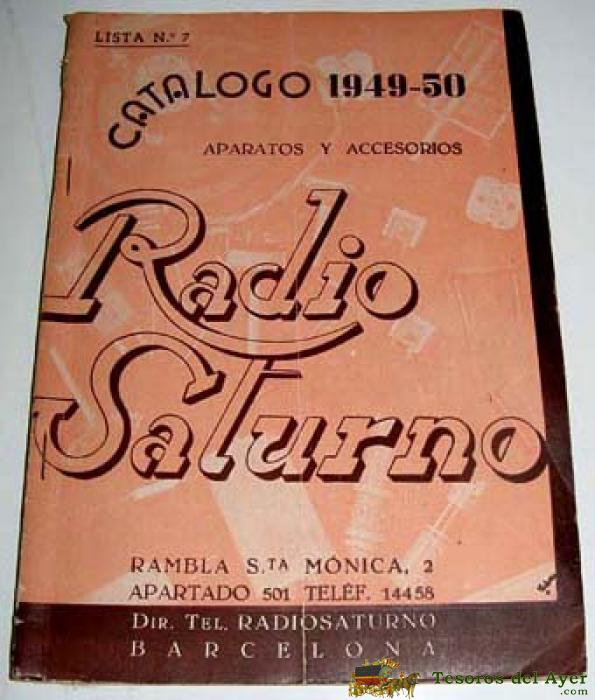 LISTA N.º 7
CATALOGO 1949-50
APARATOS Y ACCESORIOS
Radio
Saturno
RAMBLA S.TA MÓNICA, 2
APARTADO 501 TELÉF. 14458
DIR. TEL. RADIOSATURNO
BARCELONA
Tesoros del Ayer
.com